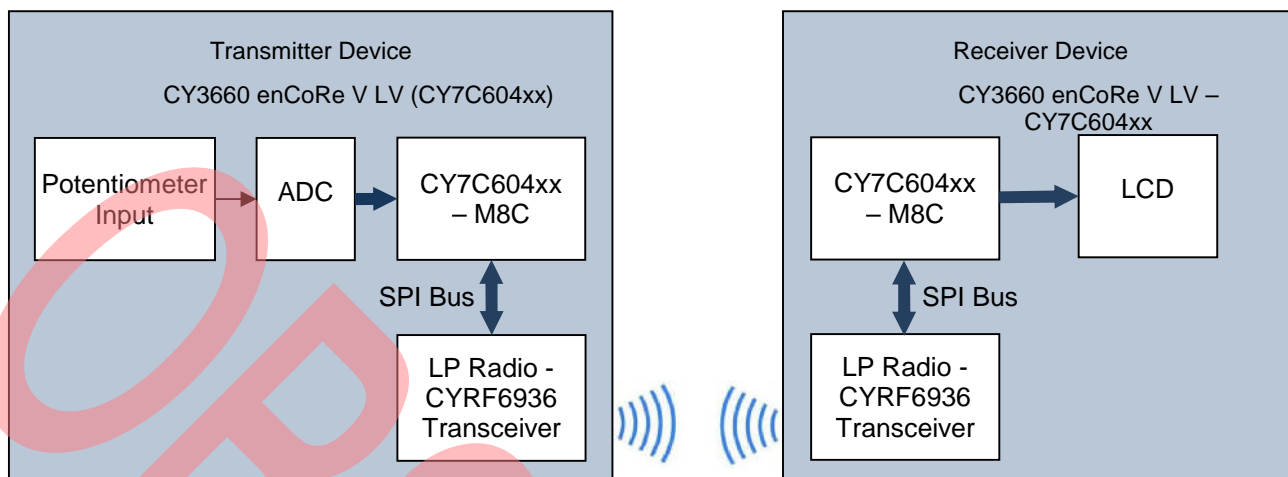 Transmitter Device
CY3660 enCoRe V LV (CY7C604xx)
Potentiometer
Input
ADC
CY7C604xx
– M8C
SPI Bus
LP Radio -
CYRF6936
Transceiver
Receiver Device
CY3660 enCoRe V LV –
CY7C604xx
CY7C604xx
– M8C
LCD
SPI Bus
LP Radio -
CYRF6936
Transceiver